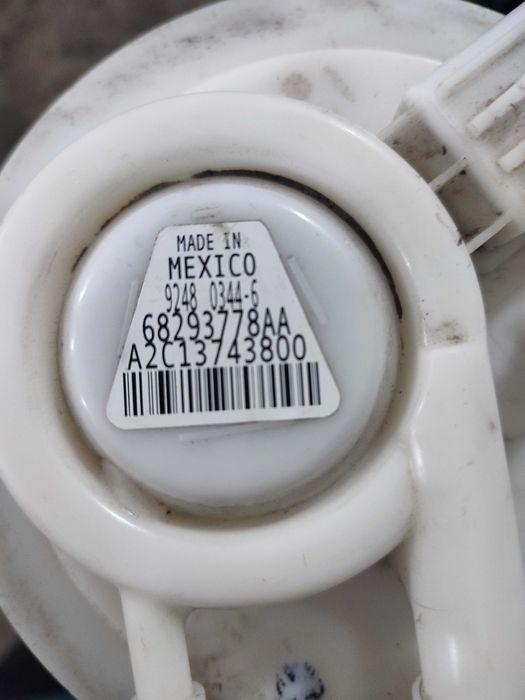 MADE IN
MEXICO
9248 0344-6
68293778AA
A2C13743800